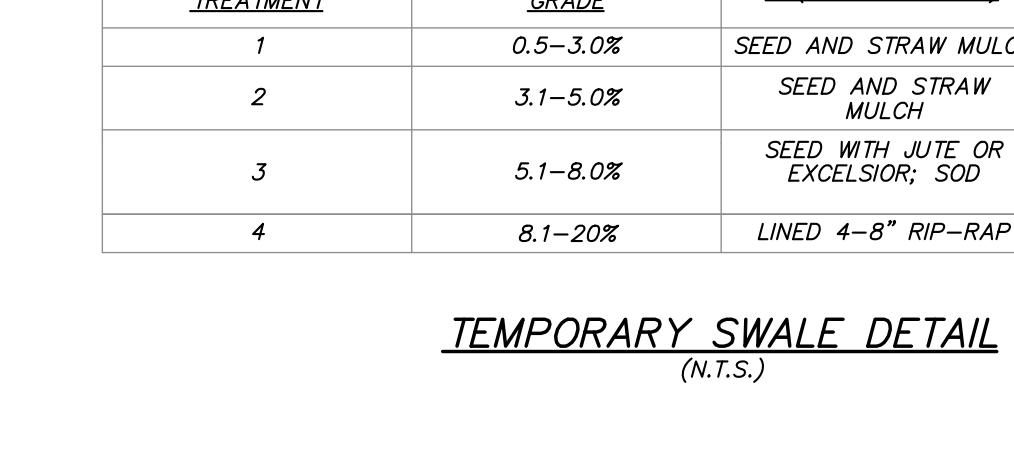 TREATMENT GRADE
1 0.5–3.0% SEED AND STRAW
2 3.1–5.0% SEED AND STRAW
MULCH
3 5.1–8.0% SEED WITH JUTE OR
EXCELSIOR; SOD
4 8.1–20% LINED 4–8" RIP–RAP
TEMPORARY SWALE DETAIL
(N.T.S.)